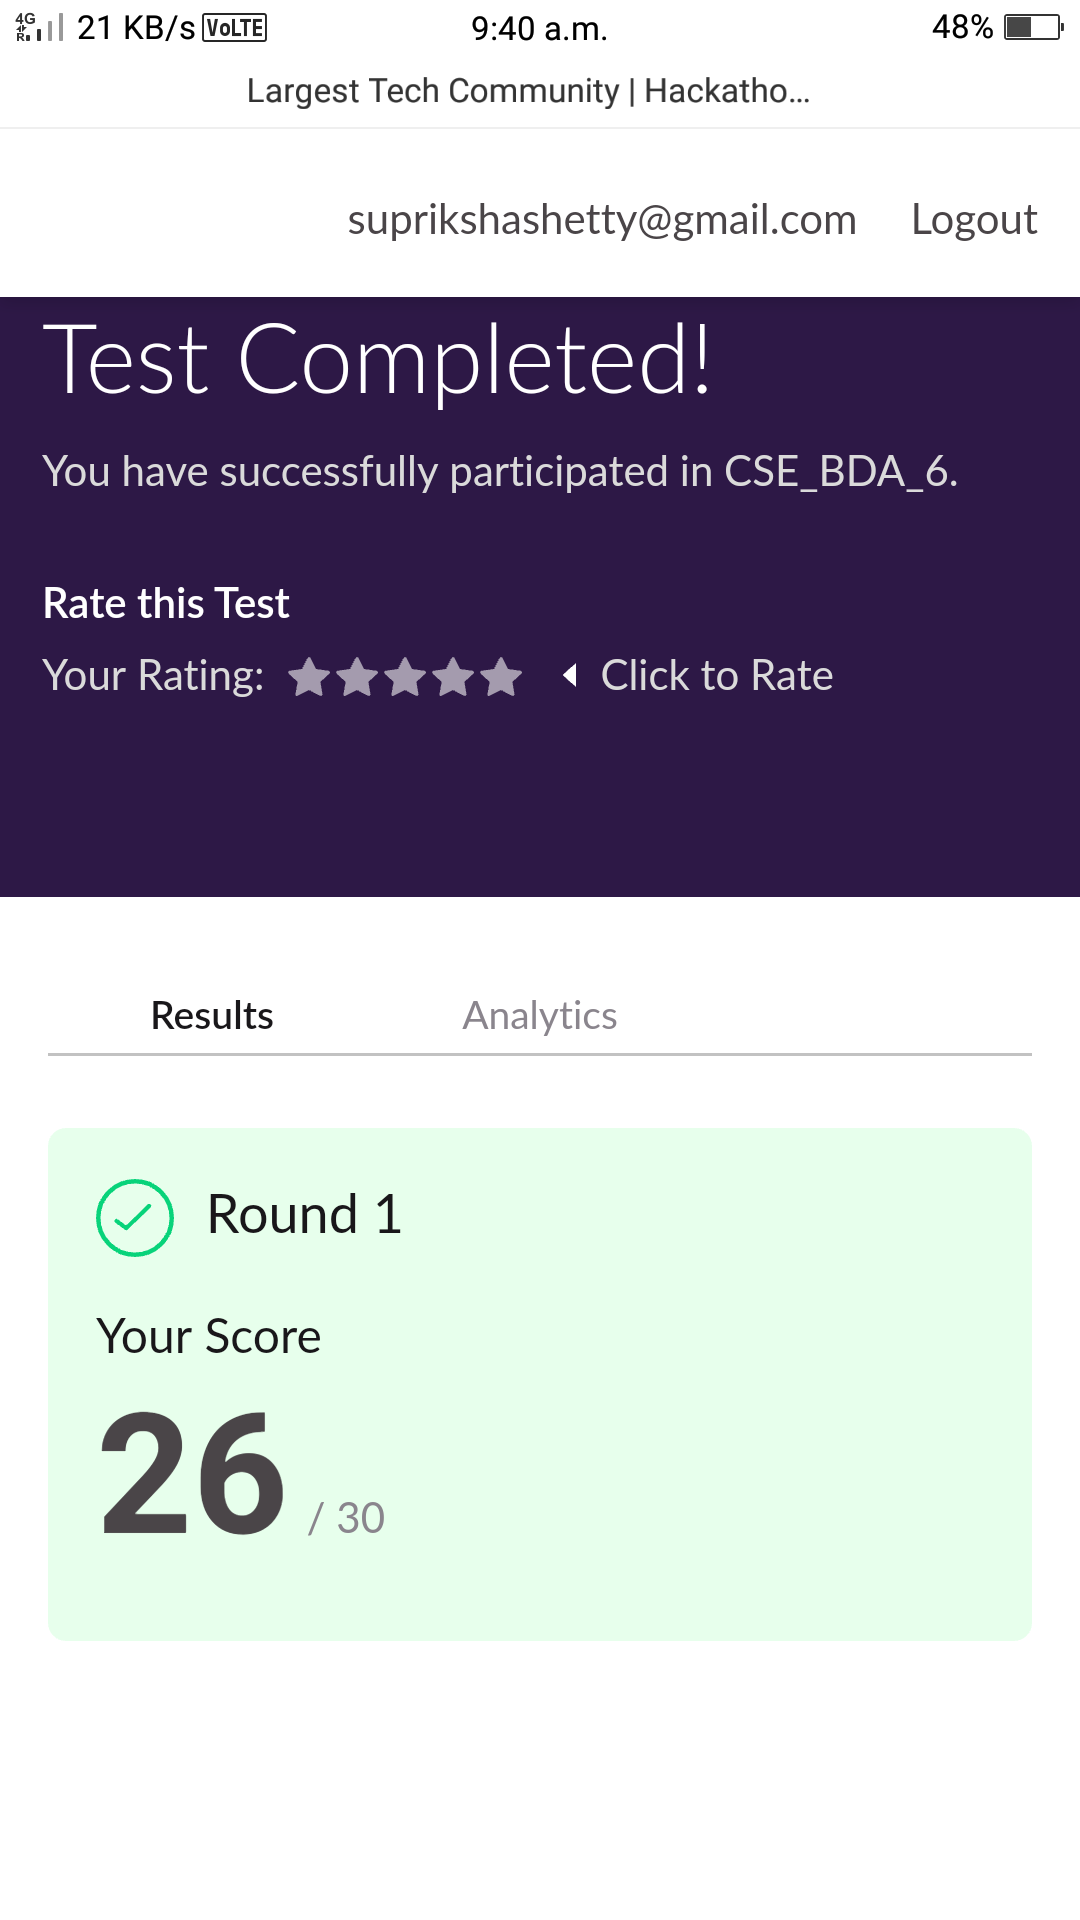 4G R 21 KB/s VoLTE 9:40 a.m. 48%
Largest Tech Community | Hackatho...
suprikshashetty@gmail.com Logout
Test Completed!
You have successfully participated in CSE_BDA_6.
Rate this Test
Your Rating: Click to Rate
Results Analytics
Round 1
Your Score
26 / 30